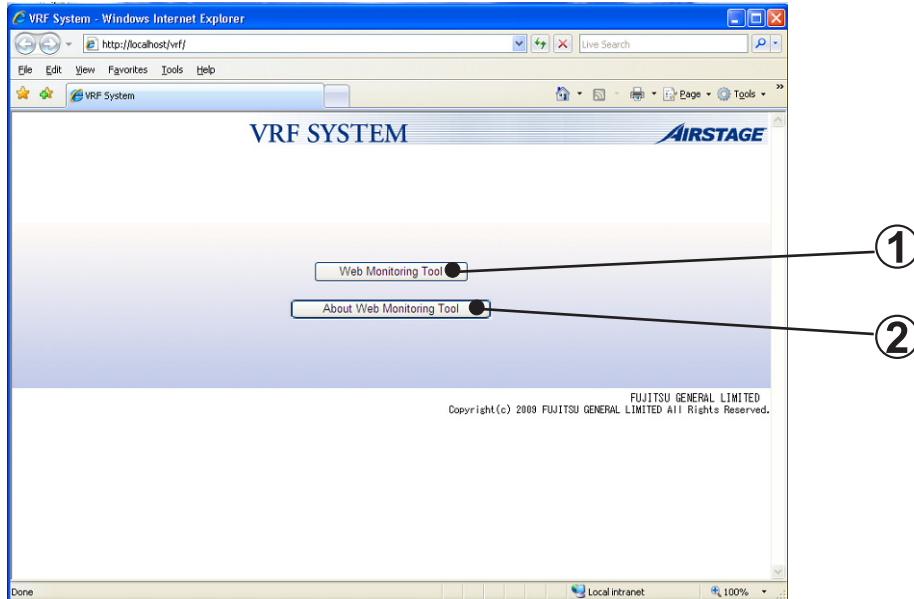 VRF System - Windows Internet Explorer
http://localhost/vrf/
Live Search
File Edit View Favorites Tools Help
VRF System
Page Tools »
VRF SYSTEM
AIRSTAGE
Web Monitoring Tool
1
About Web Monitoring Tool
2
FUJITSU GENERAL LIMITED
Copyright(c) 2009 FUJITSU GENERAL LIMITED All Rights Reserved.
Done
Local intranet
100%